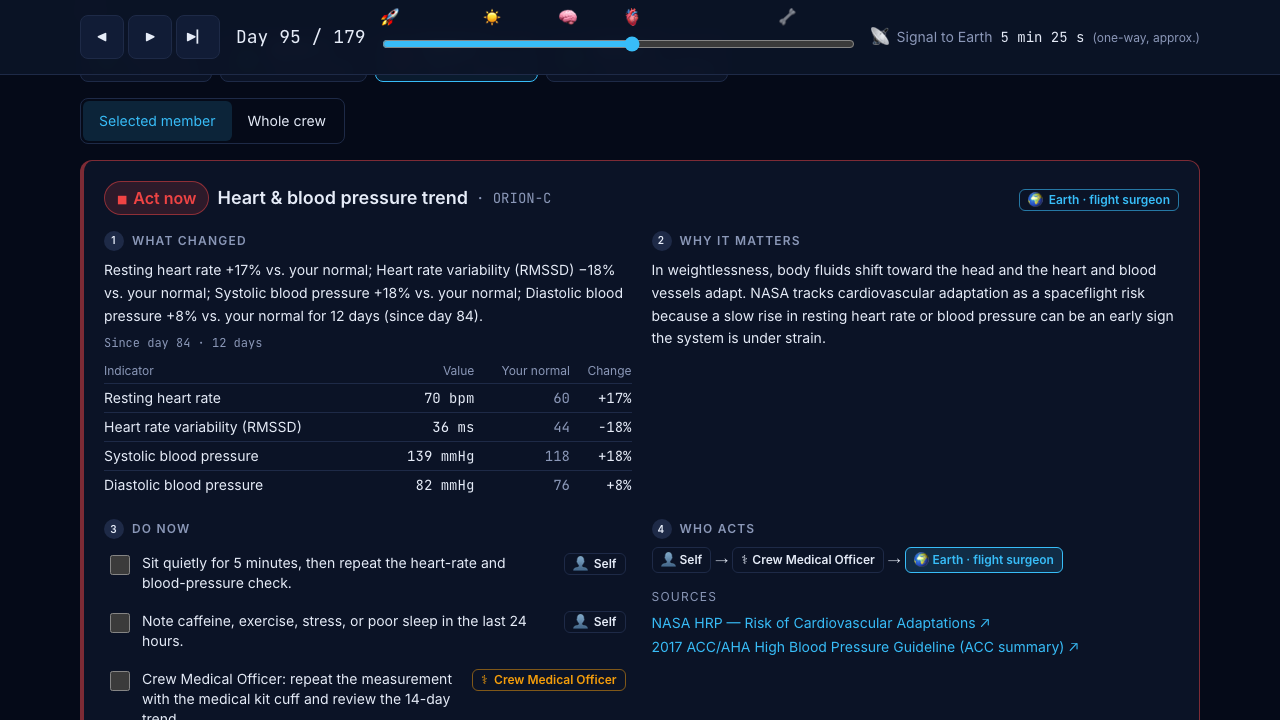 Day 95 / 179
Signal to Earth 5 min 25 s (one-way, approx.)
Selected member
Whole crew
Act now
Heart & blood pressure trend · ORION-C
Earth · flight surgeon
1 WHAT CHANGED
Resting heart rate +17% vs. your normal; Heart rate variability (RMSSD) −18%
vs. your normal; Systolic blood pressure +18% vs. your normal; Diastolic blood
pressure +8% vs. your normal for 12 days (since day 84).
Since day 84 · 12 days
Indicator Value Your normal Change
Resting heart rate 70 bpm 60 +17%
Heart rate variability (RMSSD) 36 ms 44 -18%
Systolic blood pressure 139 mmHg 118 +18%
Diastolic blood pressure 82 mmHg 76 +8%
2 WHY IT MATTERS
In weightlessness, body fluids shift toward the head and the heart and blood
vessels adapt. NASA tracks cardiovascular adaptation as a spaceflight risk
because a slow rise in resting heart rate or blood pressure can be an early sign
the system is under strain.
3 DO NOW
Sit quietly for 5 minutes, then repeat the heart-rate and
blood-pressure check.
Self
Note caffeine, exercise, stress, or poor sleep in the last 24
hours.
Self
Crew Medical Officer: repeat the measurement
with the medical kit cuff and review the 14-day
trend.
Crew Medical Officer
4 WHO ACTS
Self → Crew Medical Officer → Earth · flight surgeon
SOURCES
NASA HRP — Risk of Cardiovascular Adaptations ↗
2017 ACC/AHA High Blood Pressure Guideline (ACC summary) ↗